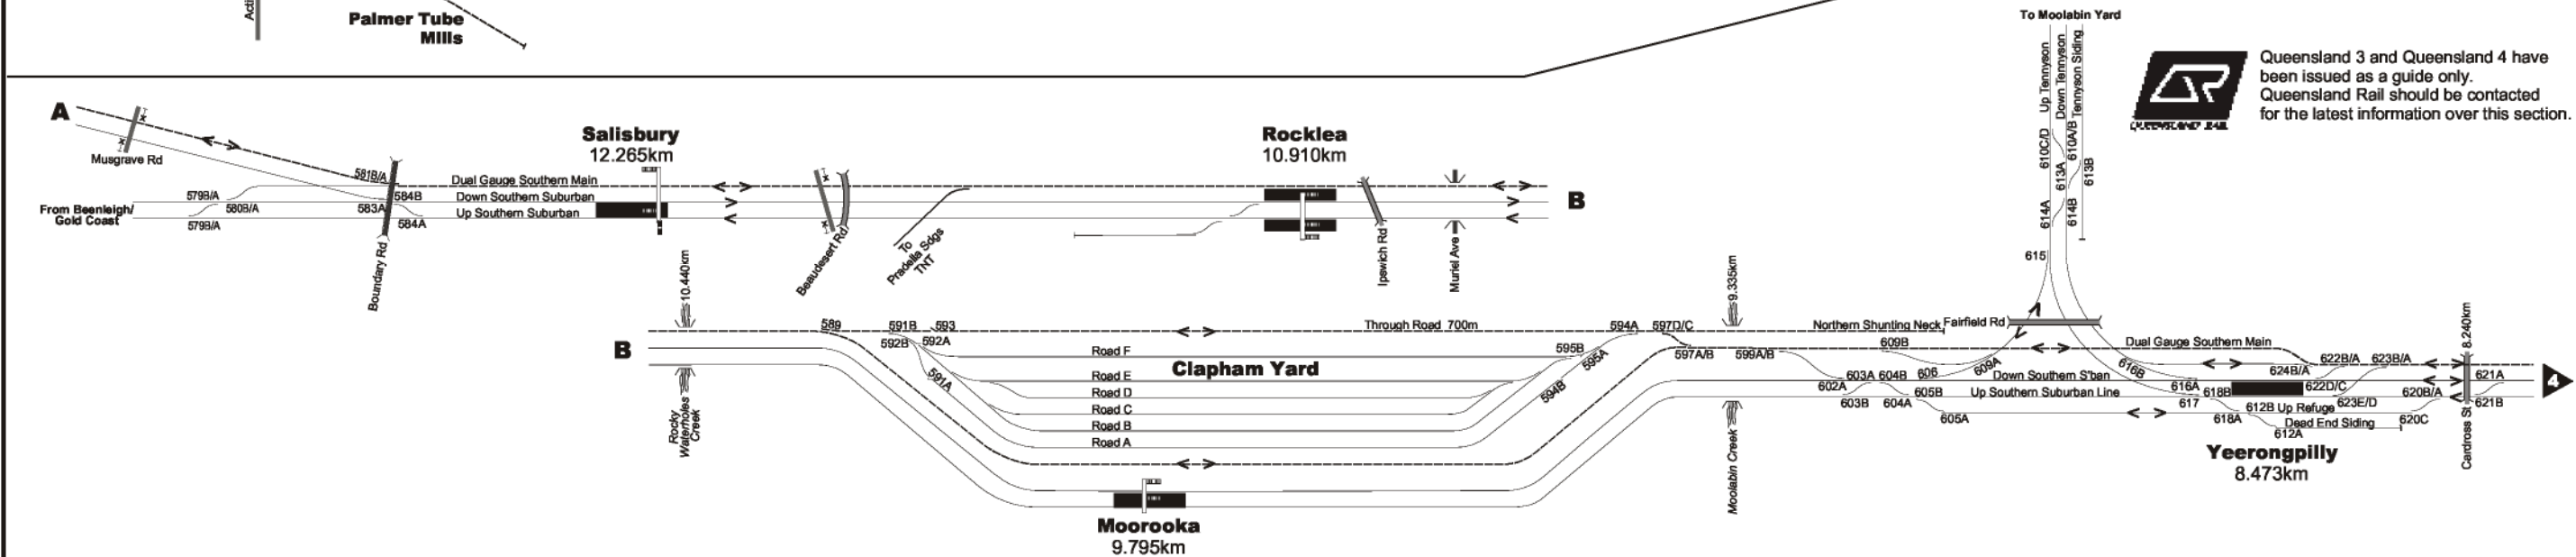 Palmer Tube
Mills
To Moolabin Yard
Up Tennyson
Down Tennyson
Tennyson Siding
610C/D
610A/B
613A
613B
614A
614B
615
QUEENSLAND RAIL
Queensland 3 and Queensland 4 have
been issued as a guide only.
Queensland Rail should be contacted
for the latest information over this section.
A
Musgrave Rd
Salisbury
12.265km
Rocklea
10.910km
581B/A
579B/A
580B/A
579B/A
From Beenleigh/
Gold Coast
583A
584B
584A
Boundary Rd
Dual Gauge Southern Main
Down Southern Suburban
Up Southern Suburban
Beaudesert Rd
To
Pradella Sdgs
TNT
Ipswich Rd
Muril Ave
B
B
10.440km
Rocky
Waterholes
Creek
589
591B
593
592B
592A
591A
Through Road 700m
Road F
Road E
Road D
Road C
Road B
Road A
Clapham Yard
594A
597D/C
595B
595A
594B
597A/B
599A/B
Moorooka
9.795km
9.335km
Moolabin Creek
Northern Shunting Neck
Fairfield Rd
609B
609A
606
603A
604B
602A
603B
604A
605B
605A
Dual Gauge Southern Main
Down Southern S'ban
Up Southern Suburban Line
616B
616A
617
618B
618A
612B
Up Refuge
Dead End Siding
612A
622B/A
623B/A
624B/A
622D/C
623E/D
620B/A
620C
621A
621B
8.240km
Cardross St
4
Yeerongpilly
8.473km